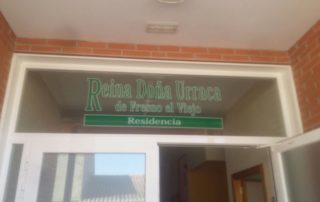 Reina Doña Urraca
de Fresno el Viejo
Residencia